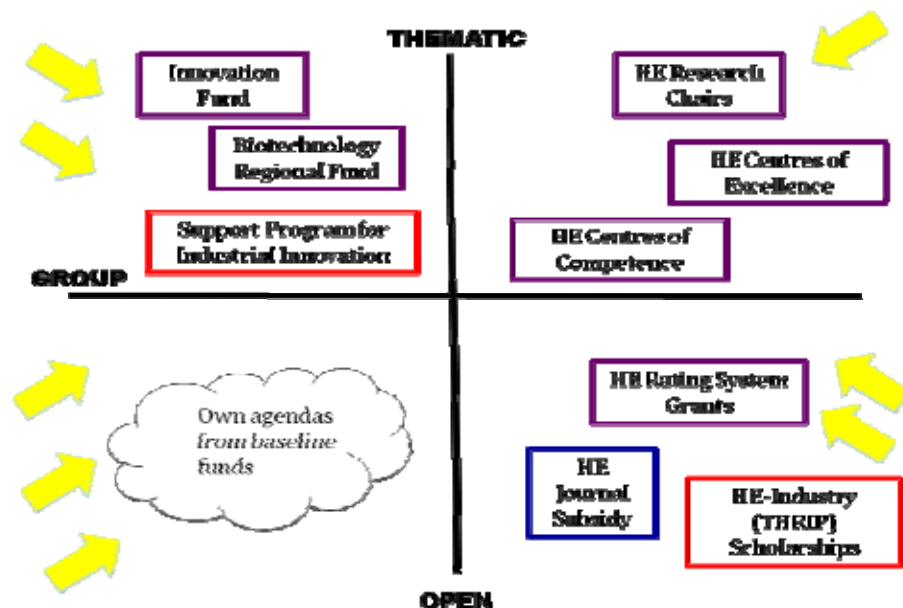 THEMATIC
Innovation
Fund
Biotechnology
Regional Fund
Support Program for
Industrial Innovation
HE Research
Chairs
HE Centres of
Excellence
HE Centres of
Competence
GROUP
Own agendas
from baseline
funds
HE Rating System
Grants
HE
Journal
Subsidy
HE-Industry
(THRIP)
Scholarships
OPEN